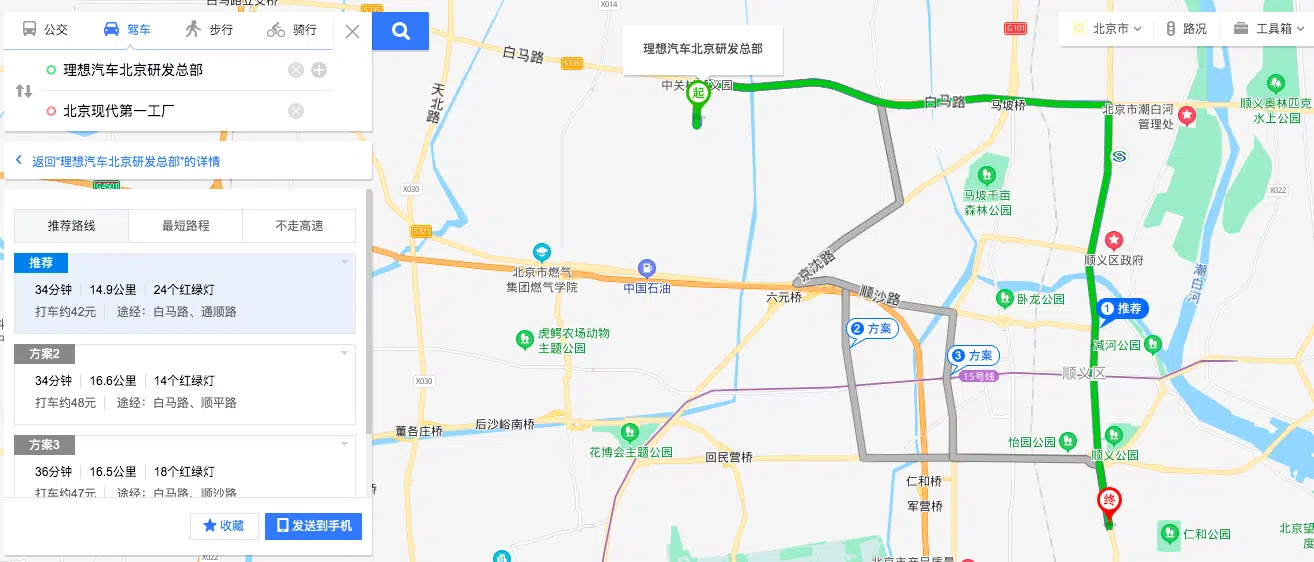 公交
驾车
步行
骑行
理想汽车北京研发总部
北京现代第一工厂
返回“理想汽车北京研发总部”的详情
推荐路线
最短路程
不走高速
推荐
34分钟 14.9公里 24个红绿灯
打车约42元 途经：白马路、通顺路
方案2
34分钟 16.6公里 14个红绿灯
打车约48元 途经：白马路、顺平路
方案3
36分钟 16.5公里 18个红绿灯
打车约47元 途经：白马路、顺沙路
收藏
发送到手机
北京市
路况
工具箱
X014
G101
白马路
S335
理想汽车北京研发总部
起
白马路
马坡桥
北京市潮白河
管理处
顺义奥林匹克
水上公园
天北路
X030
X022
马坡千亩
森林公园
S321
顺义区政府
京沈路
北京市燃气
集团燃气学院
中国石油
六元桥
顺沙路
卧龙公园
潮白河
1 推荐
2 方案
3 方案
虎鳄农场动物
主题公园
减河公园
15号线
顺义区
X030
后沙峪南桥
董各庄桥
花博会主题公园
回民营桥
怡园公园
顺义公园
仁和桥
军营桥
终
仁和公园
X022